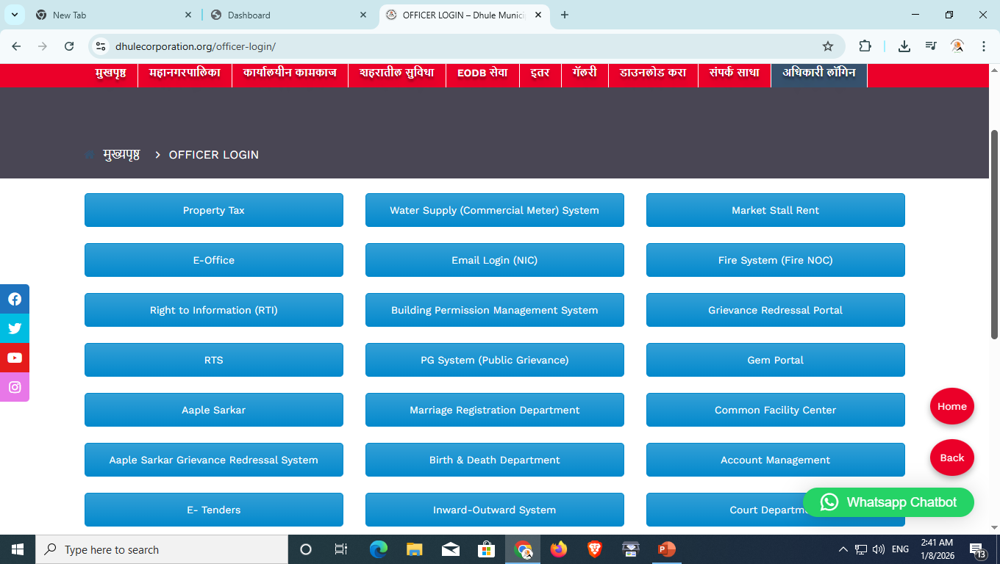 New Tab
Dashboard
OFFICER LOGIN – Dhule Munici
dhulecorporation.org/officer-login/
मुखपृष्ठ महानगरपालिका कार्यालयीन कामकाज शहरातील सुविधा EODB सेवा इतर गॅलरी डाउनलोड करा संपर्क साधा अधिकारी लॉगिन
मुख्यपृष्ठ > OFFICER LOGIN
Property Tax Water Supply (Commercial Meter) System Market Stall Rent
E-Office Email Login (NIC) Fire System (Fire NOC)
Right to Information (RTI) Building Permission Management System Grievance Redressal Portal
RTS PG System (Public Grievance) Gem Portal
Aaple Sarkar Marriage Registration Department Common Facility Center
Home
Aaple Sarkar Grievance Redressal System Birth & Death Department Account Management
Back
E- Tenders Inward-Outward System Court Departm
Whatsapp Chatbot
Type here to search
ENG
2:41 AM
1/8/2026
13